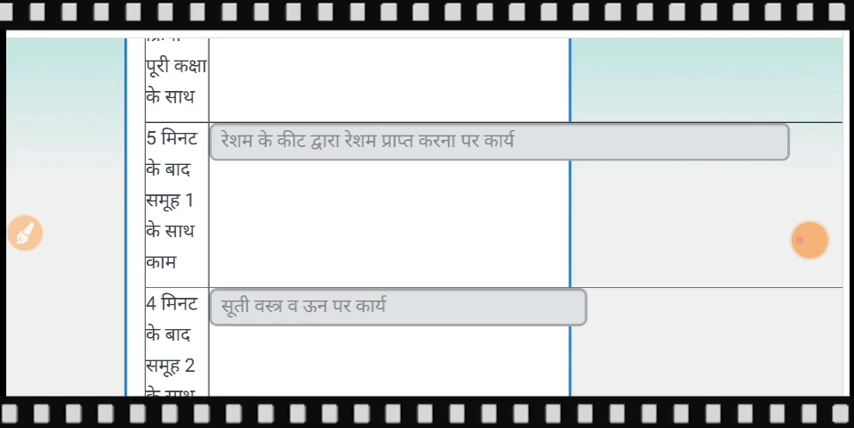 पूरी कक्षा
के साथ
5 मिनट
के बाद
समूह 1
के साथ
काम
रेशम के कीट द्वारा रेशम प्राप्त करना पर कार्य
4 मिनट
के बाद
समूह 2
के साथ
सूती वस्त्र व ऊन पर कार्य